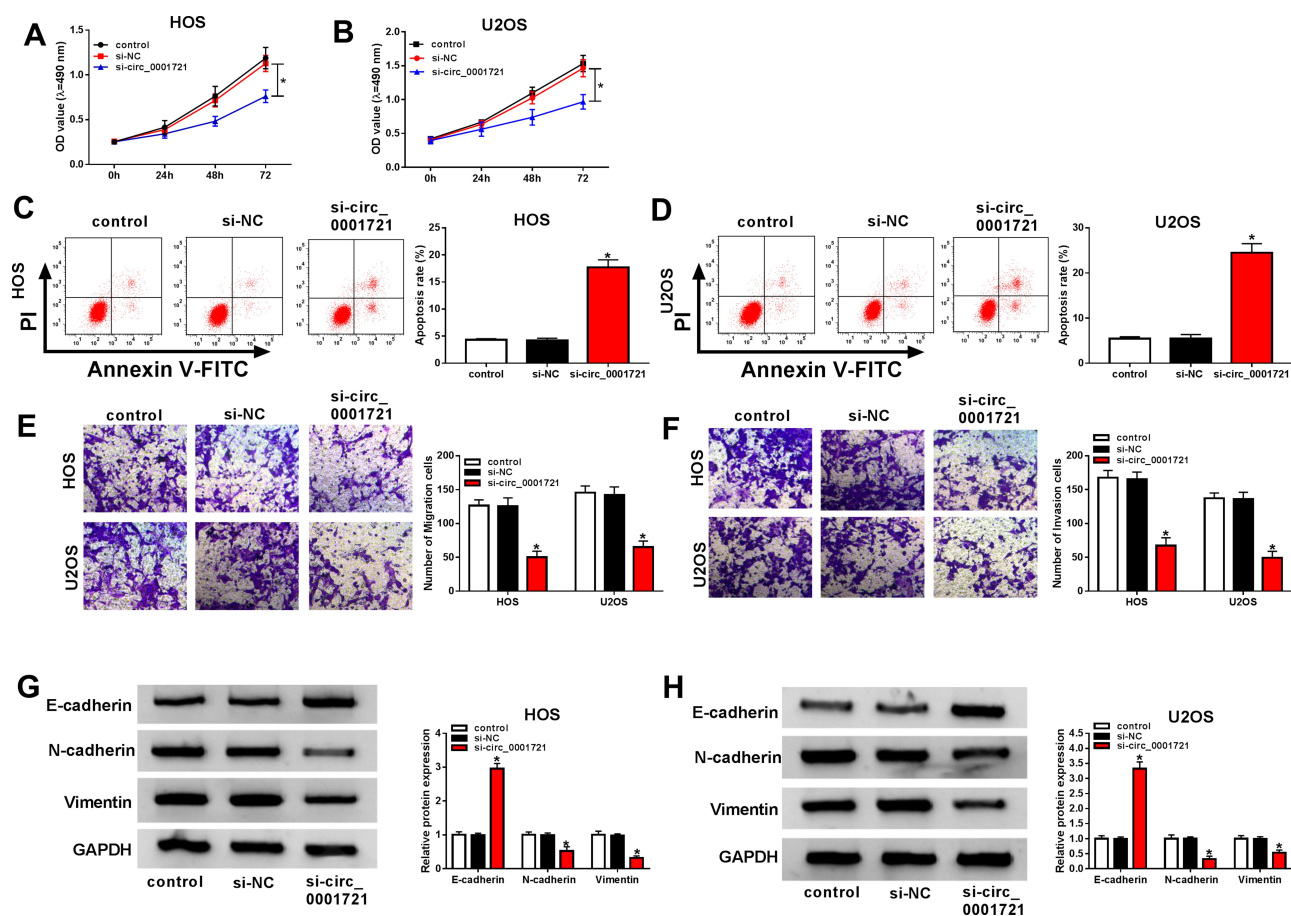 A
HOS
control
si-NC
si-circ_0001721
OD value (λ=490 nm)
1.5
1.0
0.5
0.0
*
0h 24h 48h 72
B
U2OS
control
si-NC
si-circ_0001721
OD value (λ=490 nm)
2.0
1.5
1.0
0.5
0.0
*
0h 24h 48h 72
C
control si-NC si-circ_
0001721
HOS
PI
Annexin V-FITC
HOS
Apoptosis rate (%)
25
20
15
10
5
0
*
control si-NC si-circ_0001721
D
control si-NC si-circ_
0001721
U2OS
PI
Annexin V-FITC
U2OS
Apoptosis rate (%)
30
20
10
0
*
control si-NC si-circ_0001721
E
control si-NC si-circ_
0001721
HOS
U2OS
control
si-NC
si-circ_0001721
Number of Migration cells
200
150
100
50
0
* *
HOS U2OS
F
control si-NC si-circ_
0001721
HOS
U2OS
control
si-NC
si-circ_0001721
Number of Invasion cells
200
150
100
50
0
* *
HOS U2OS
G
E-cadherin
N-cadherin
Vimentin
GAPDH
control si-NC si-circ_
0001721
HOS
control
si-NC
si-circ_0001721
Relative protein expression
4
3
2
1
0
* * *
E-cadherin N-cadherin Vimentin
H
E-cadherin
N-cadherin
Vimentin
GAPDH
control si-NC si-circ_
0001721
U2OS
control
si-NC
si-circ_0001721
Relative protein expression
4.5
4.0
3.5
3.0
2.5
2.0
1.5
1.0
0.5
0.0
* * *
E-cadherin N-cadherin Vimentin